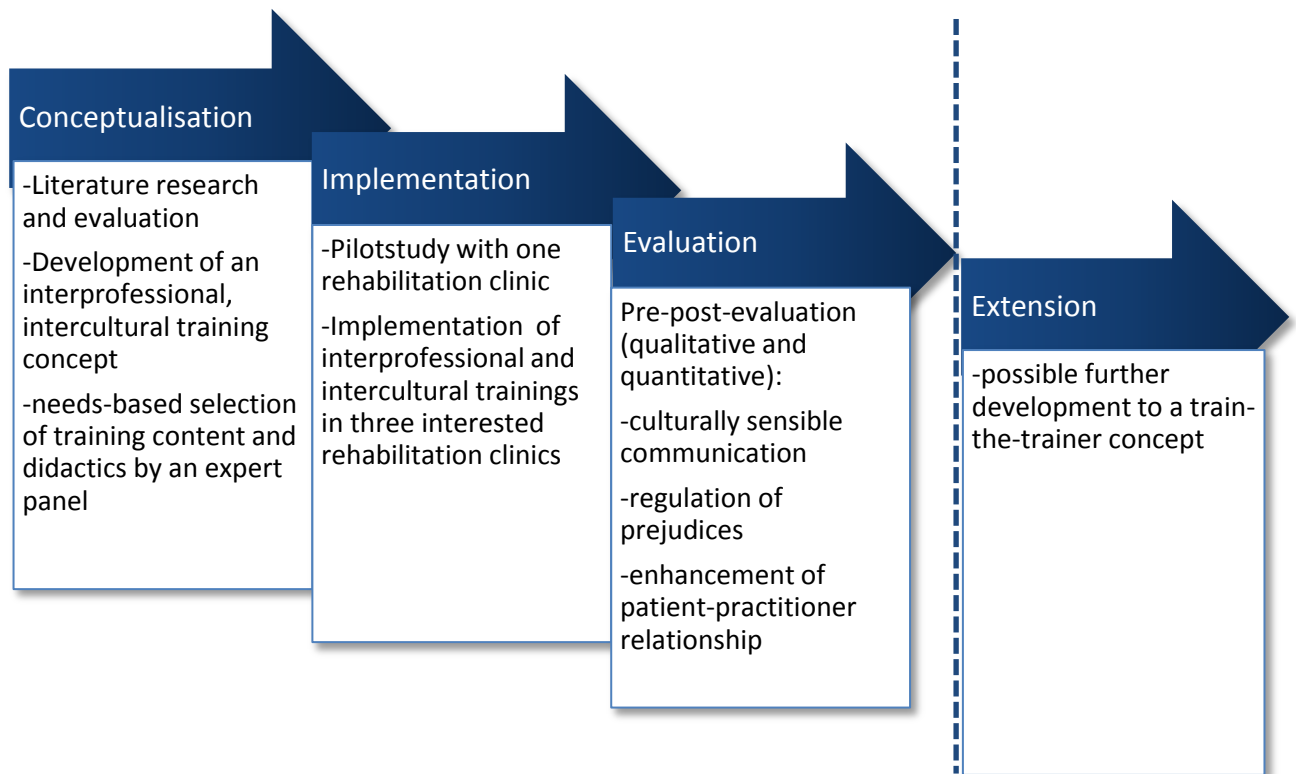 Conceptualisation
-Literature research
and evaluation
-Development of an
interprofessional,
intercultural training
concept
-needs-based selection
of training content and
didactics by an expert
panel
Implementation
-Pilotstudy with one
rehabilitation clinic
-Implementation of
interprofessional and
intercultural trainings
in three interested
rehabilitation clinics
Evaluation
Pre-post-evaluation
(qualitative and
quantitative):
-culturally sensible
communication
-regulation of
prejudices
-enhancement of
patient-practitioner
relationship
Extension
-possible further
development to a train-
the-trainer concept